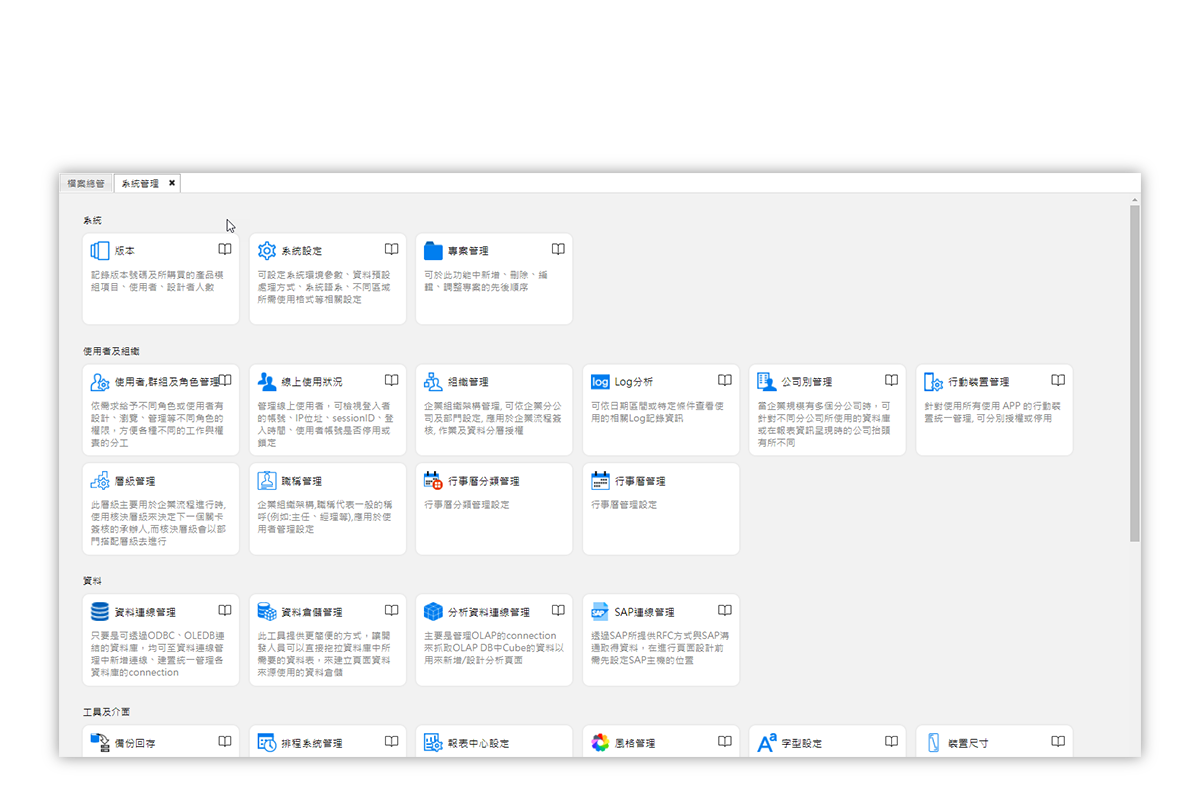 檔案總管
系統管理
系統
版本
記錄版本號碼及所購買的產品模
組項目、使用者、設計者人數
系統設定
可設定系統環境參數、資料預設
處理方式、系統語系、不同區域
所需使用格式等相關設定
專案管理
可於此功能中新增、刪除、編
輯、調整專案的先後順序
使用者及組織
使用者,群組及角色管理
依需求給予不同角色或使用者有
設計、瀏覽、管理等不同角色的
權限，方便各種不同的工作與權
責的分工
線上使用狀況
管理線上使用者，可檢視登入者
的帳號、IP位址、sessionID、登
入時間、使用者帳號是否停用或
鎖定
組織管理
企業組織架構管理, 可依企業分公
司及部門設定, 應用於企業流程簽
核, 作業及資料分層授權
log
Log分析
可依日期區間或特定條件查看使
用的相關Log記錄資訊
公司別管理
當企業規模有多個分公司時，可
針對不同分公司所使用的資料庫
或在報表資訊呈現時的公司抬頭
有所不同
行動裝置管理
針對使用所有使用 APP 的行動裝
置統一管理, 可分別授權或停用
層級管理
此層級主要用於企業流程進行時,
使用核決層級來決定下一個關卡
簽核的承辦人,而核決層級會以部
門搭配層級去進行
職稱管理
企業組織架構,職稱代表一般的稱
呼(例如:主任、經理等),應用於使
用者管理設定
行事曆分類管理
行事曆分類管理設定
行事曆管理
行事曆管理設定
資料
資料連線管理
只要是可透過ODBC、OLEDB連
結的資料庫，均可至資料連線管
理中新增連線、建置統一管理各
資料庫的connection
資料倉儲管理
此工具提供更簡便的方式，讓開
發人員可以直接拖拉資料庫中所
需要的資料表，來建立頁面資料
來源使用的資料倉儲
分析資料連線管理
主要是管理OLAP的connection
來抓取OLAP DB中Cube的資料以
用來新增/設計分析頁面
SAP
SAP連線管理
透過SAP所提供RFC方式與SAP溝
通取得資料，在進行頁面設計前
需先設定SAP主機的位置
工具及介面
備份回存
排程系統管理
報表中心設定
風格管理
字型設定
裝置尺寸